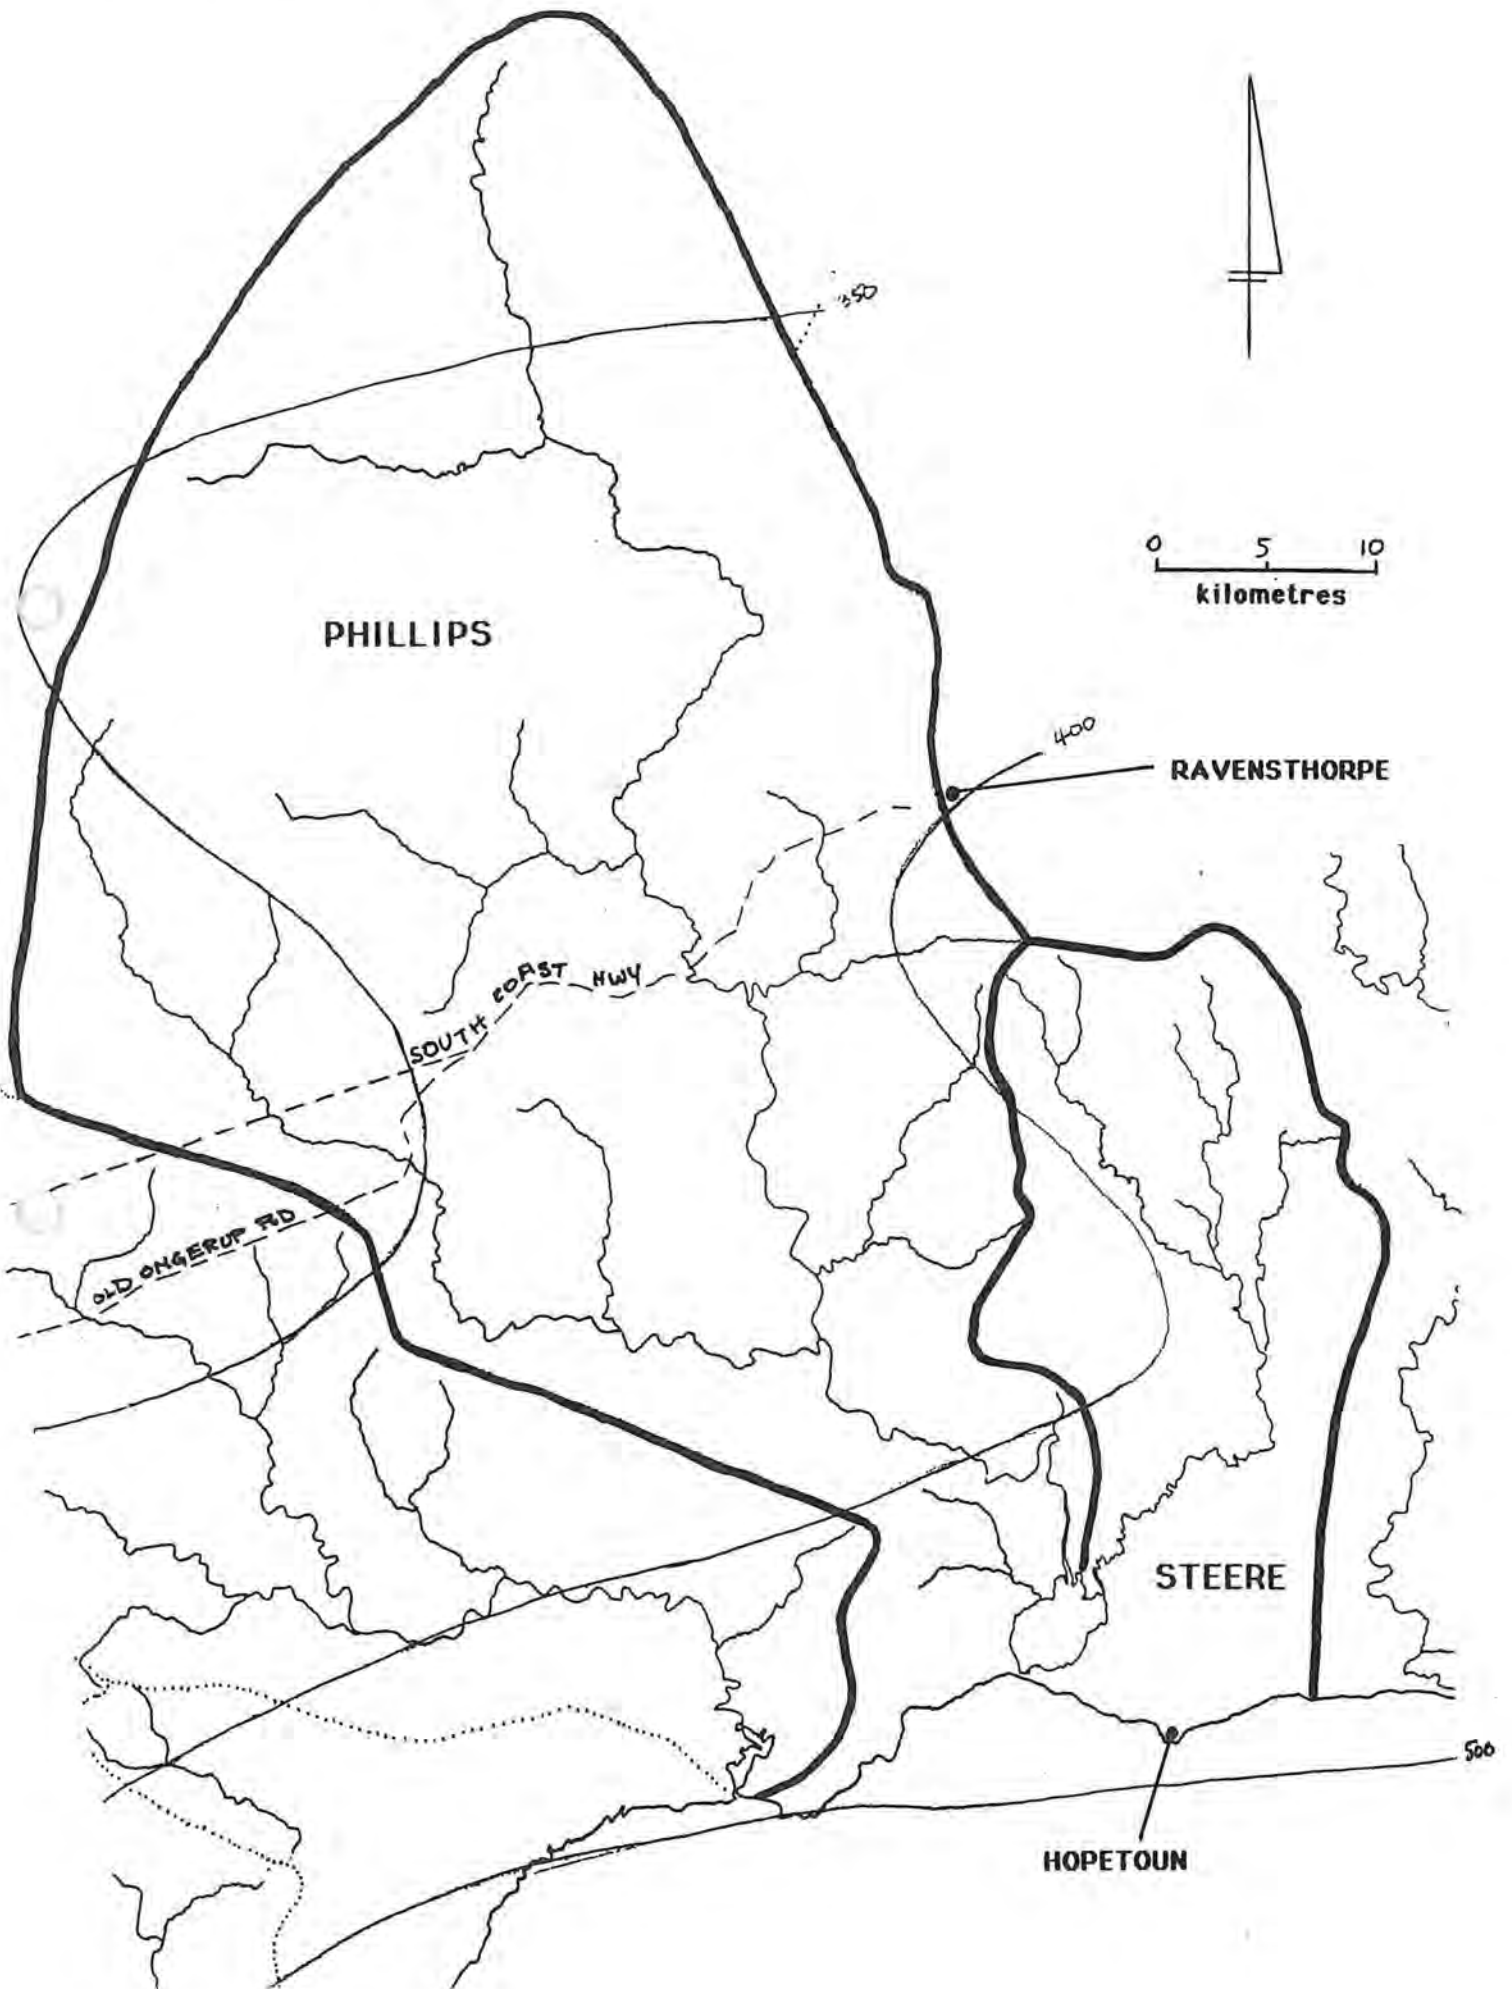 350
0 5 10
kilometres
PHILLIPS
400
RAVENSTHORPE
SOUTH COAST HWY
OLD ONGERUP RD
STEERE
500
HOPETOUN